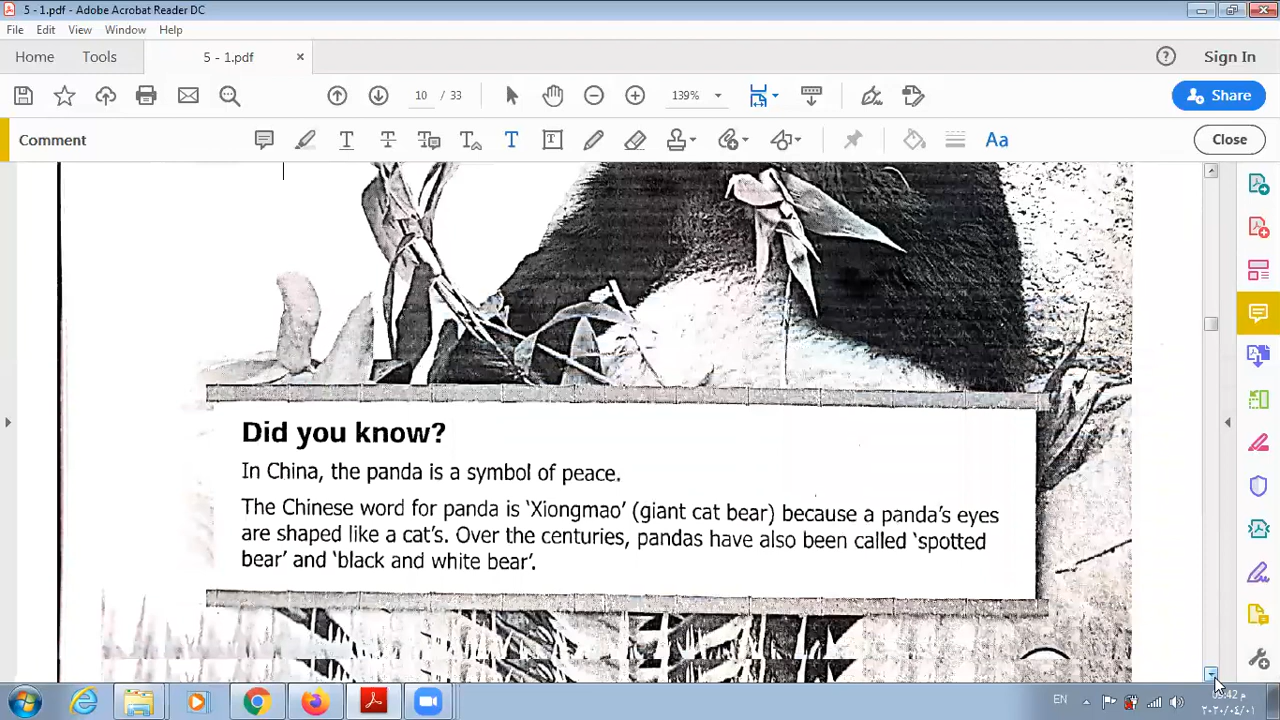 5 - 1.pdf - Adobe Acrobat Reader DC
File Edit View Window Help
Home Tools 5 - 1.pdf × Sign In
10 / 33 139% Share
Comment Close
Did you know?
In China, the panda is a symbol of peace.
The Chinese word for panda is ‘Xiongmao’ (giant cat bear) because a panda’s eyes
are shaped like a cat’s. Over the centuries, pandas have also been called ‘spotted
bear’ and ‘black and white bear’.
EN
٢٠٢٠/٠٤/٠١